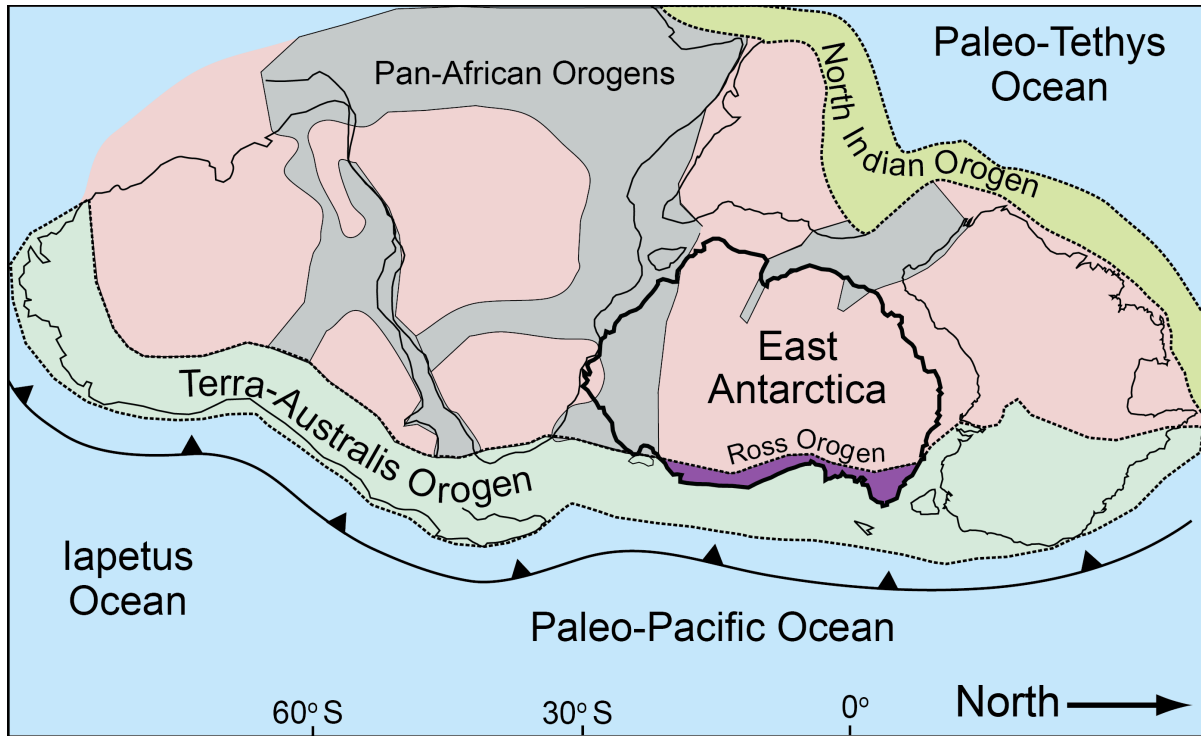 Pan-African Orogens
Paleo-Tethys
Ocean
North Indian Orogen
East
Antarctica
Ross Orogen
Terra-Australis Orogen
Iapetus
Ocean
Paleo-Pacific Ocean
60° S
30° S
0°
North